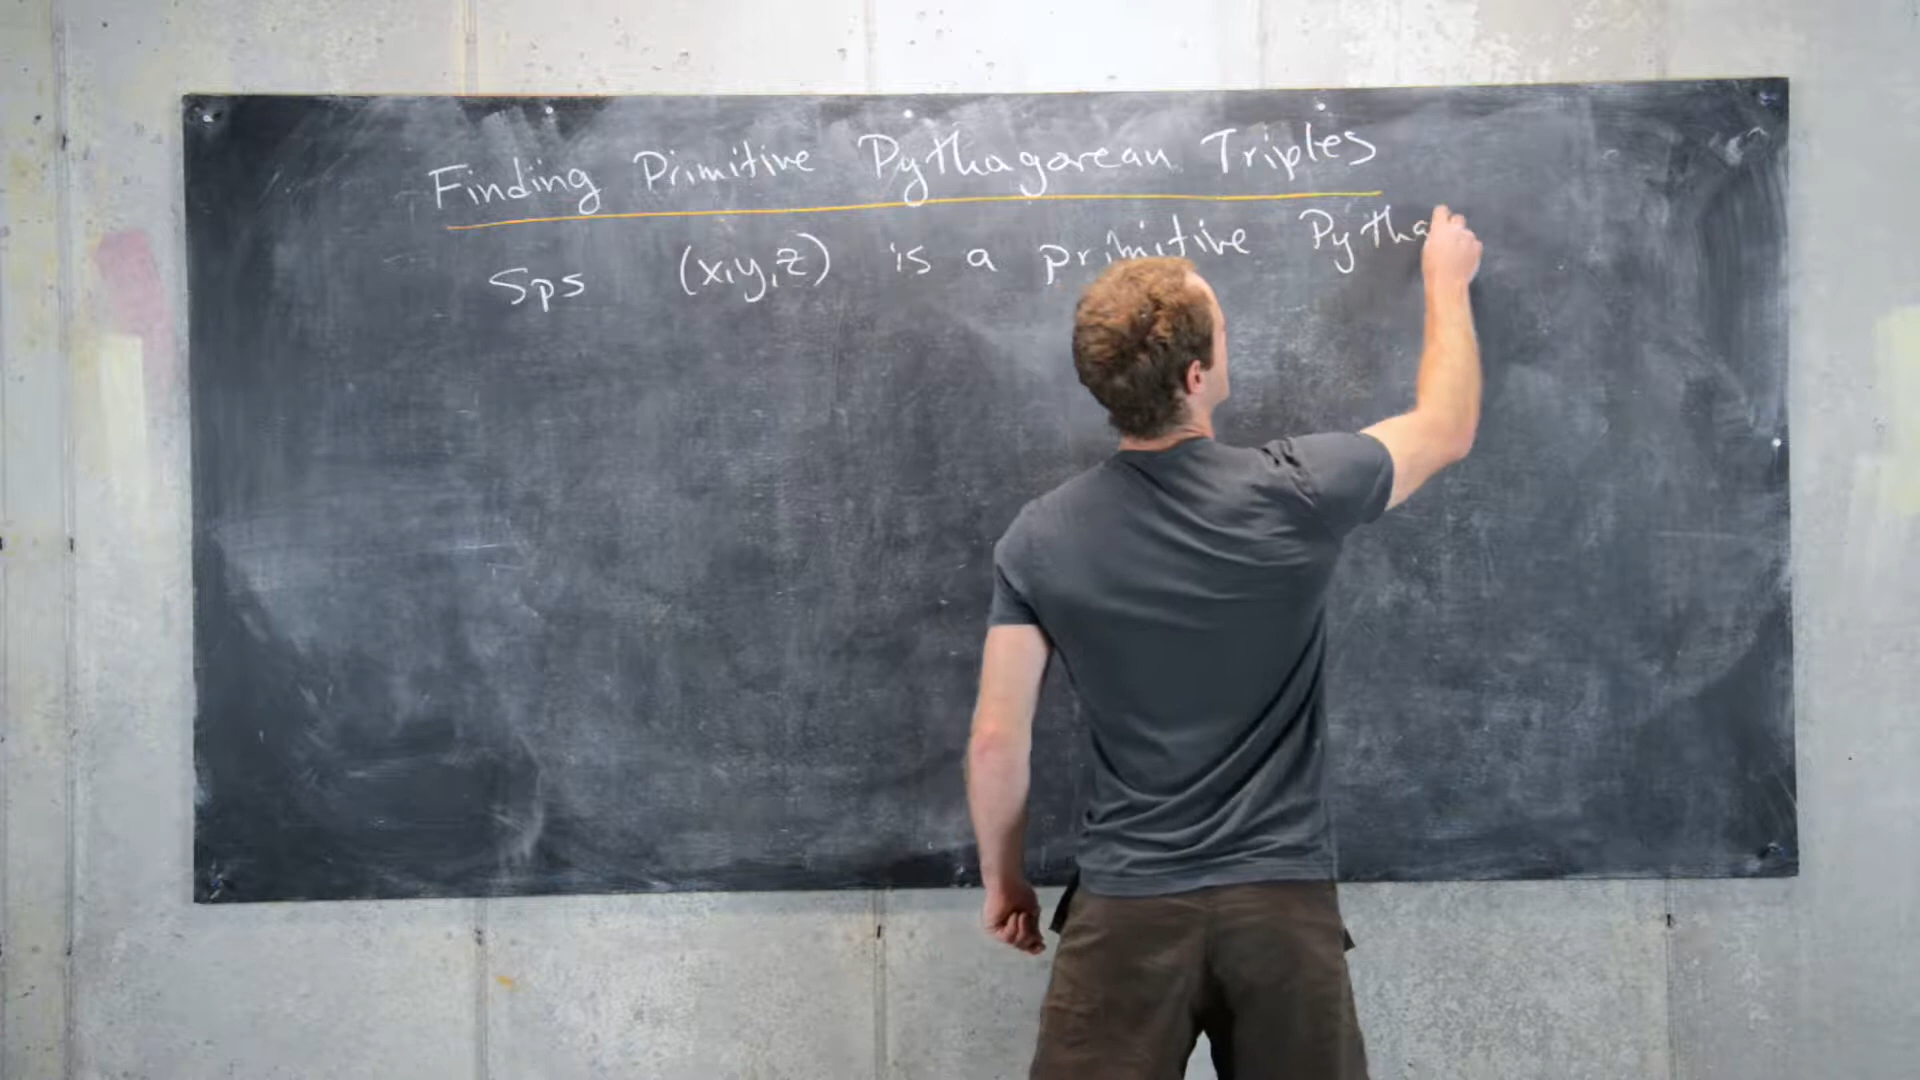 Finding Primitive Pythagorean Triples
Sps (x,y,z) is a primitive Pytha